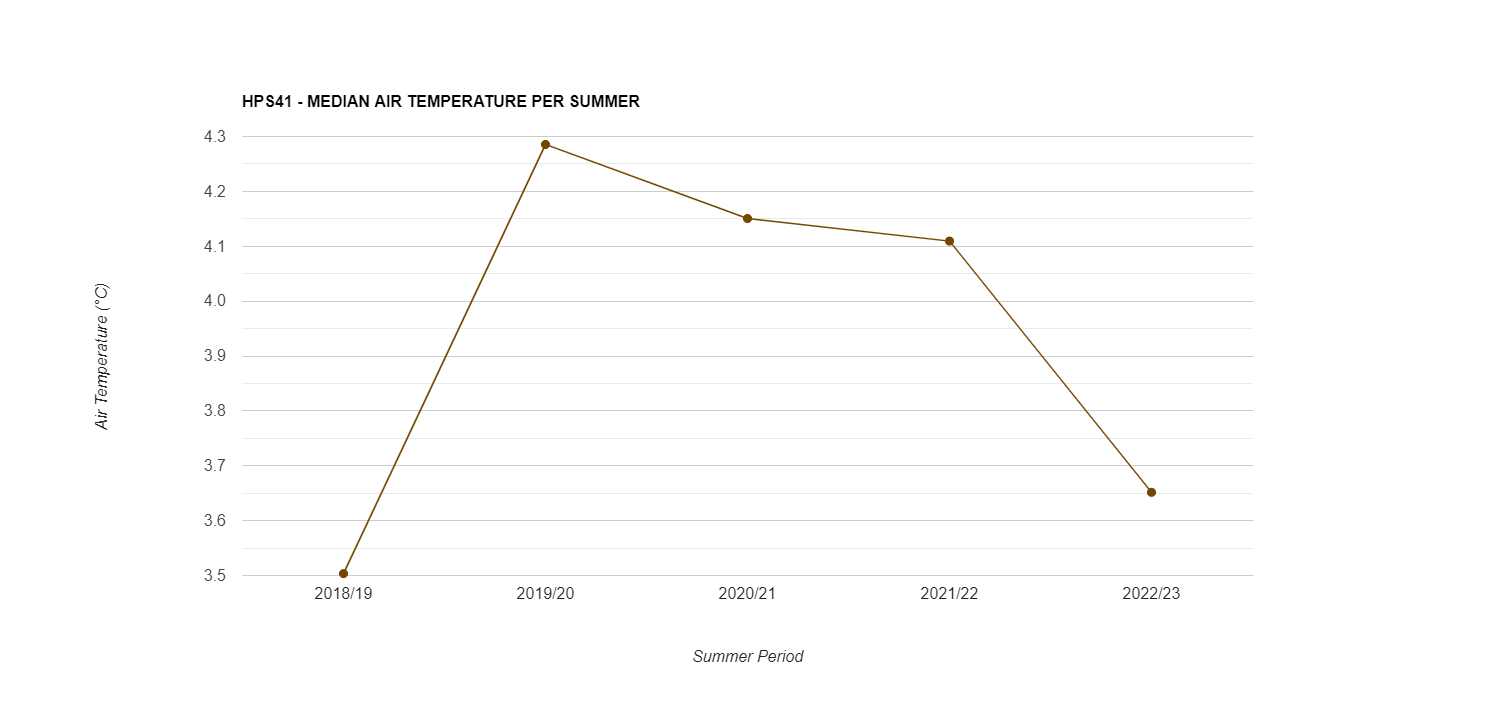 HPS41 - MEDIAN AIR TEMPERATURE PER SUMMER
4.3
4.2
4.1
4.0
3.9
3.8
3.7
3.6
3.5
Air Temperature (°C)
2018/19 2019/20 2020/21 2021/22 2022/23
Summer Period